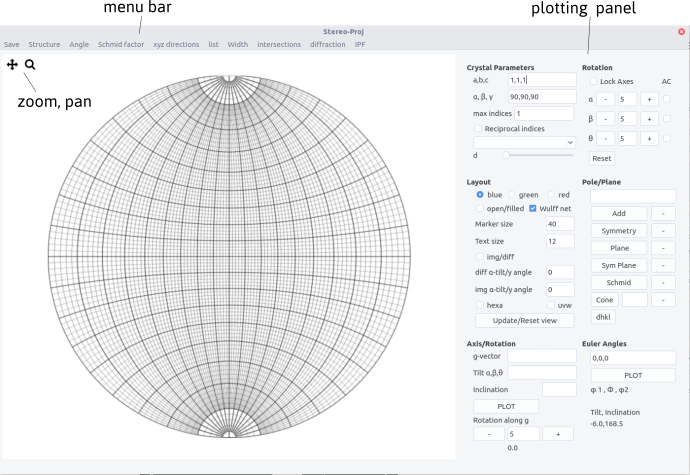 menu bar
plotting panel
Stereo-Proj
Save Structure Angle Schmid factor xyz directions list Width intersections diffraction IPF
zoom, pan
Crystal Parameters
a,b,c 1,1,1
α, β, γ 90,90,90
max indices 1
Reciprocal indices
d
Rotation
Lock Axes AC
α - 5 +
β - 5 +
θ - 5 +
Reset
Layout
blue green red
open/filled Wulff net
Marker size 40
Text size 12
img/diff
diff α-tilt/y angle 0
img α-tilt/y angle 0
hexa uvw
Update/Reset view
Pole/Plane
Add -
Symmetry -
Plane -
Sym Plane -
Schmid -
Cone -
dhkl
Axis/Rotation
g-vector
Tilt α,β,θ
Inclination
PLOT
Rotation along g
- 5 +
0.0
Euler Angles
0,0,0
PLOT
φ 1 , Φ , φ2
Tilt, Inclination
-6.0,168.5